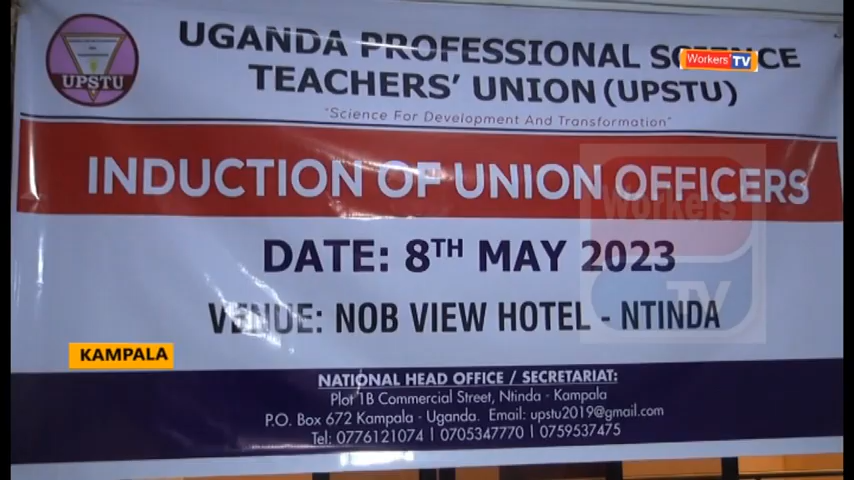 UPSTU
UGANDA PROFESSIONAL SCIENCE
TEACHERS' UNION (UPSTU)
"Science For Development And Transformation"
Workers' TV
INDUCTION OF UNION OFFICERS
Workers
TV
DATE: 8TH MAY 2023
VENUE: NOB VIEW HOTEL - NTINDA
KAMPALA
NATIONAL HEAD OFFICE / SECRETARIAT:
Plot 1B Commercial Street, Ntinda - Kampala
P.O. Box 672 Kampala - Uganda. Email: upstu2019@gmail.com
Tel: 0776121074 | 0705347770 | 0759537475